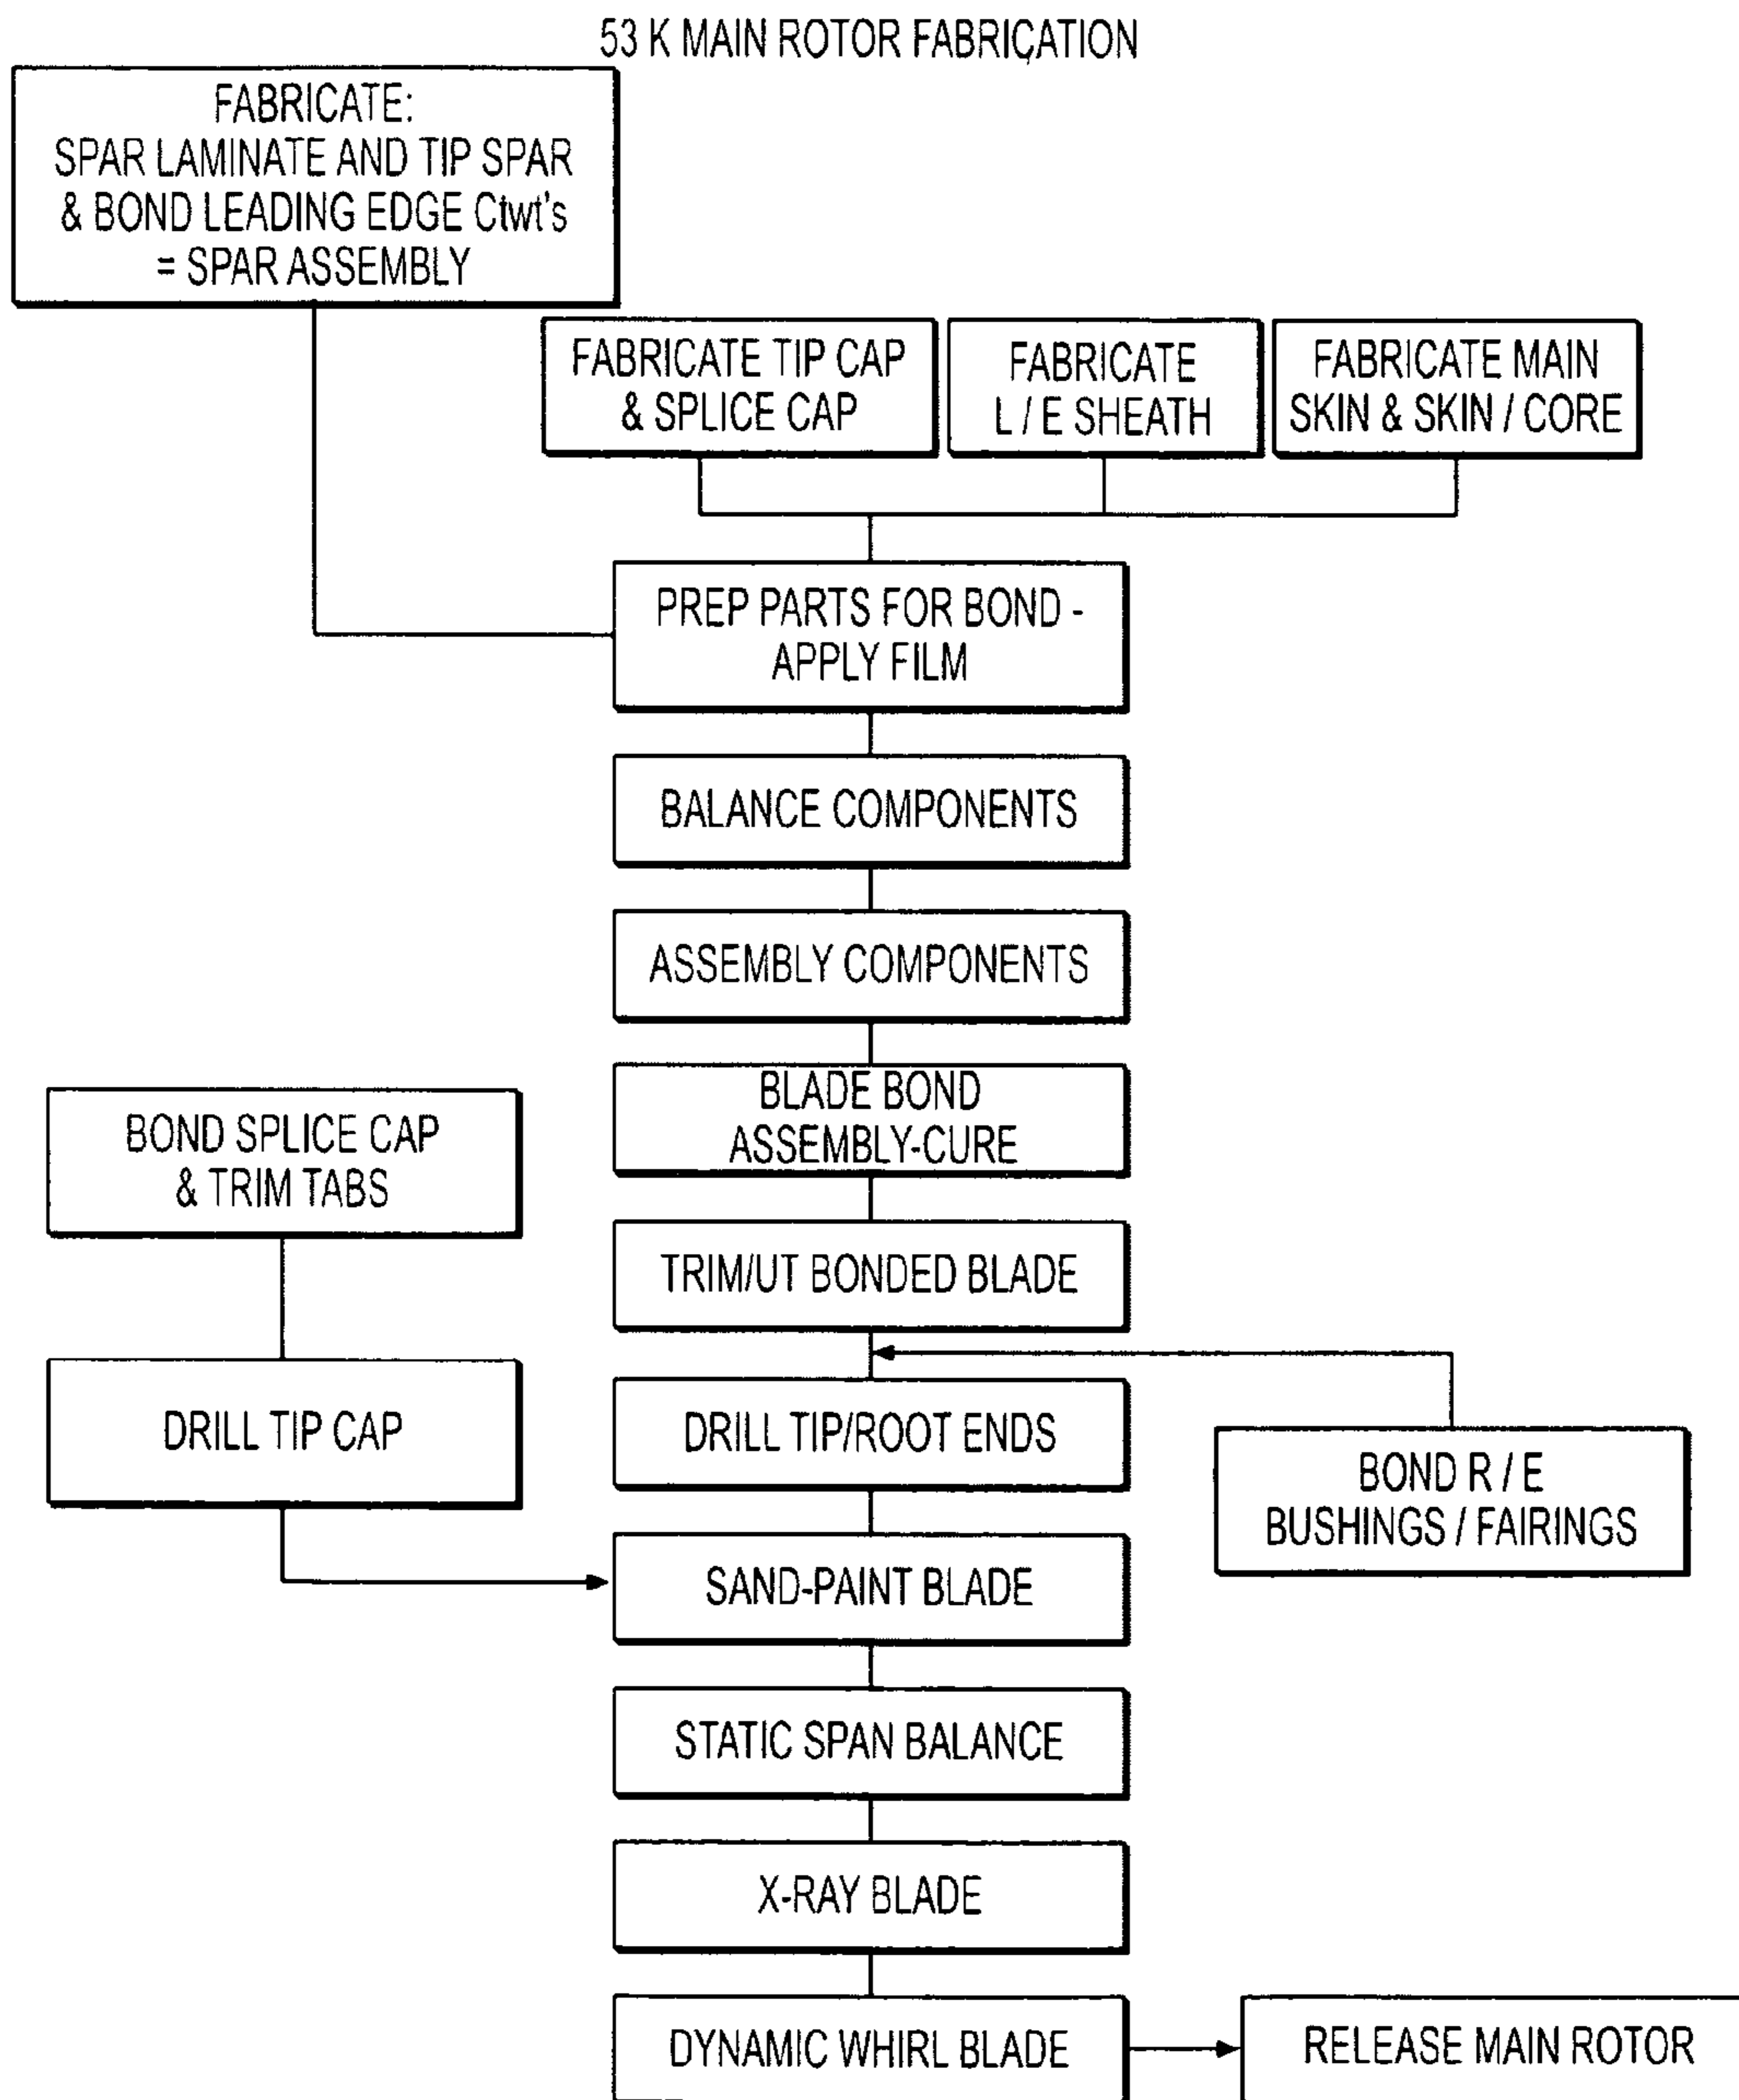 53 K MAIN ROTOR FABRICATION
FABRICATE:
SPAR LAMINATE AND TIP SPAR
& BOND LEADING EDGE Ctwt's
= SPAR ASSEMBLY
FABRICATE TIP CAP
& SPLICE CAP
FABRICATE
L / E SHEATH
FABRICATE MAIN
SKIN & SKIN / CORE
PREP PARTS FOR BOND -
APPLY FILM
BALANCE COMPONENTS
ASSEMBLY COMPONENTS
BLADE BOND
ASSEMBLY-CURE
BOND SPLICE CAP
& TRIM TABS
TRIM/UT BONDED BLADE
DRILL TIP CAP
DRILL TIP/ROOT ENDS
BOND R / E
BUSHINGS / FAIRINGS
SAND-PAINT BLADE
STATIC SPAN BALANCE
X-RAY BLADE
DYNAMIC WHIRL BLADE
RELEASE MAIN ROTOR